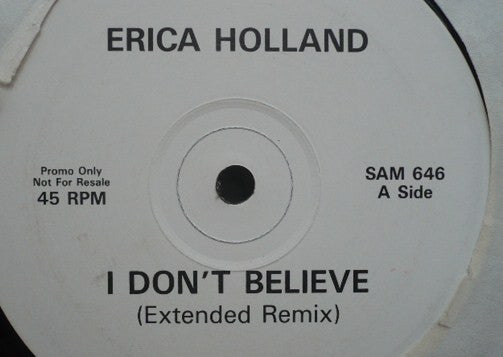 ERICA HOLLAND
Promo Only
Not For Resale
45 RPM
SAM 646
A Side
I DON'T BELIEVE
(Extended Remix)